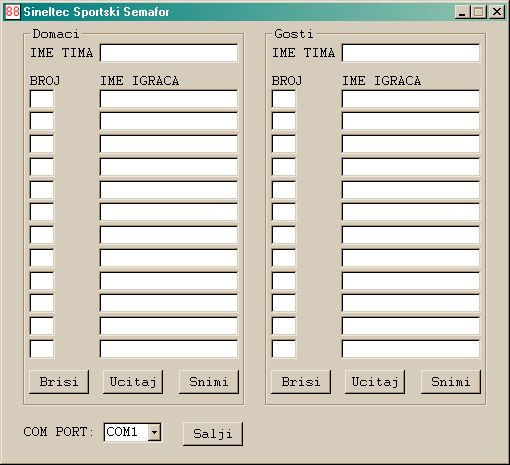 88 Sineltec Sportski Semafor
Domaci
IME TIMA
BROJ IME IGRACA
Brisi Ucitaj Snimi
Gosti
IME TIMA
BROJ IME IGRACA
Brisi Ucitaj Snimi
COM PORT: COM1 Salji